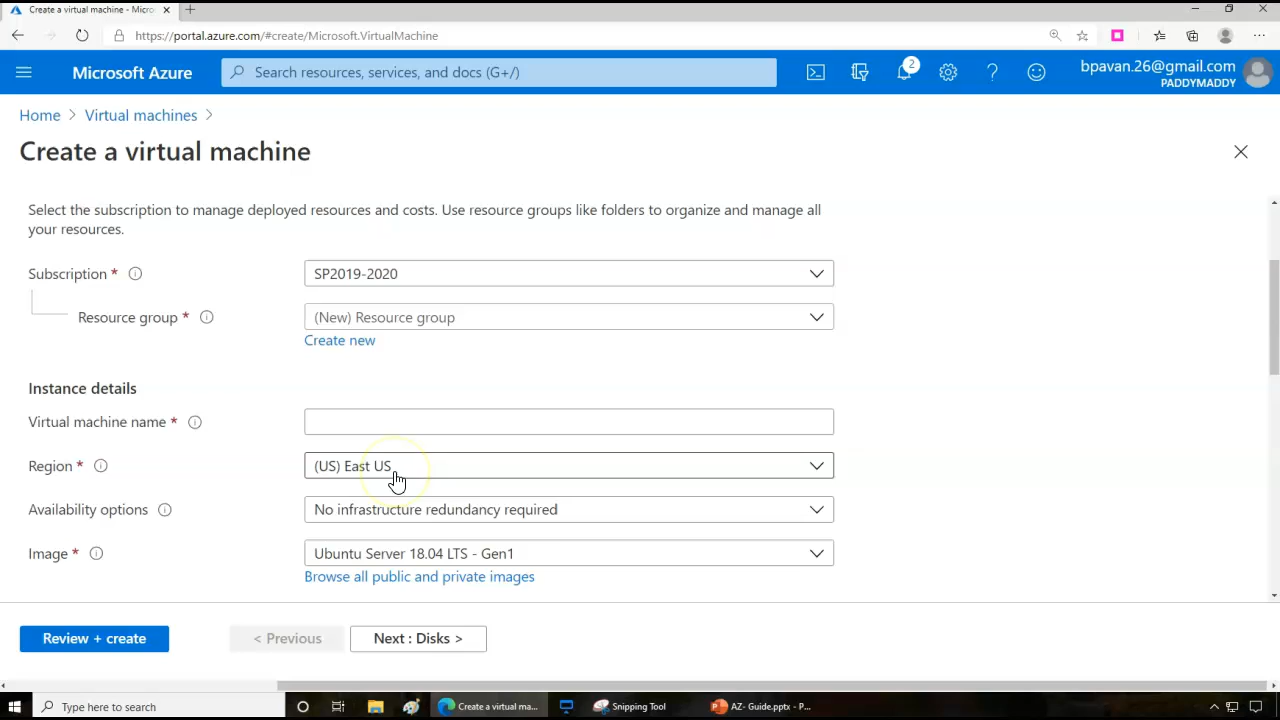 Create a virtual machine - Micro
https://portal.azure.com/#create/Microsoft.VirtualMachine
Microsoft Azure
Search resources, services, and docs (G+/)
2
bpavan.26@gmail.com
PADDYMADDY
Home > Virtual machines >
Create a virtual machine
Select the subscription to manage deployed resources and costs. Use resource groups like folders to organize and manage all
your resources.
Subscription *
SP2019-2020
Resource group *
(New) Resource group
Create new
Instance details
Virtual machine name *
Region *
(US) East US
Availability options
No infrastructure redundancy required
Image *
Ubuntu Server 18.04 LTS - Gen1
Browse all public and private images
Review + create
< Previous
Next : Disks >
Type here to search
Create a virtual ma...
Snipping Tool
AZ- Guide.pptx - P...